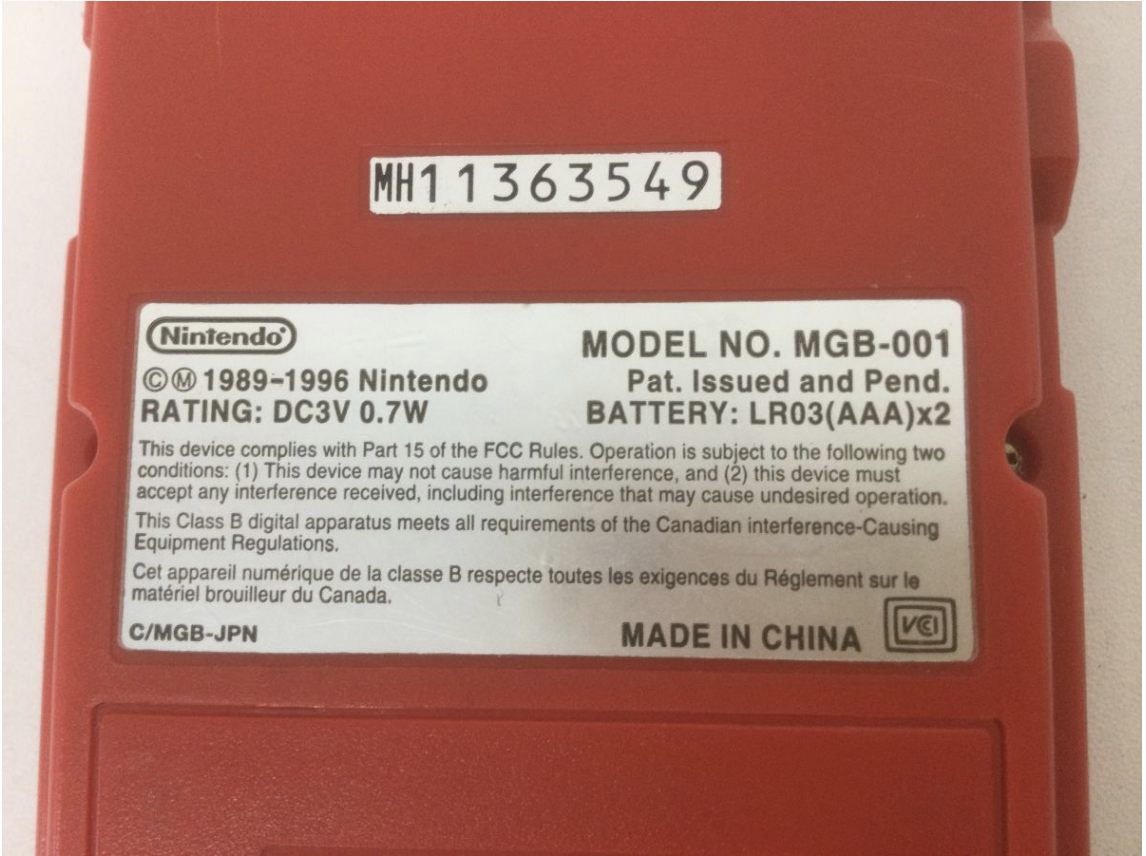 MH11363549
Nintendo®
ⒸⓂ 1989-1996 Nintendo
MODEL NO. MGB-001
Pat. Issued and Pend.
RATING: DC3V 0.7W
BATTERY: LR03(AAA)x2
This device complies with Part 15 of the FCC Rules. Operation is subject to the following two
conditions: (1) This device may not cause harmful interference, and (2) this device must
accept any interference received, including interference that may cause undesired operation.
This Class B digital apparatus meets all requirements of the Canadian interference-Causing
Equipment Regulations.
Cet appareil numérique de la classe B respecte toutes les exigences du Réglement sur le
matériel brouilleur du Canada.
C/MGB-JPN
MADE IN CHINA
VCI